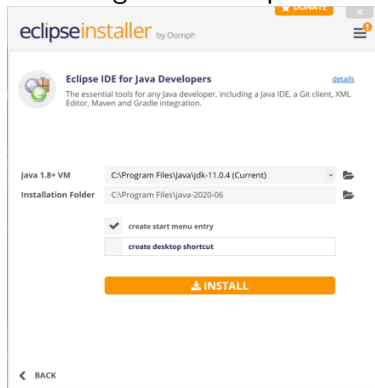 DONATE
eclipseinstaller by Oomph
Eclipse IDE for Java Developers details
The essential tools for any Java developer, including a Java IDE, a Git client, XML
Editor, Maven and Gradle integration.
Java 1.8+ VM C:\Program Files\Java\jdk-11.0.4 (Current)
Installation Folder C:\Program Files\java-2020-06
create start menu entry
create desktop shortcut
INSTALL
BACK